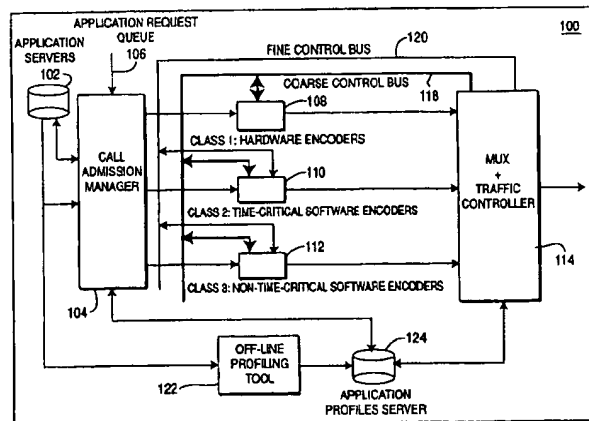 APPLICATION REQUEST
QUEUE
106
100
APPLICATION
SERVERS
102
FINE CONTROL BUS
120
COARSE CONTROL BUS
118
108
CLASS 1: HARDWARE ENCODERS
CALL
ADMISSION
MANAGER
110
CLASS 2: TIME-CRITICAL SOFTWARE ENCODERS
MUX
+
TRAFFIC
CONTROLLER
112
CLASS 3: NON-TIME-CRITICAL SOFTWARE ENCODERS
114
104
124
OFF-LINE
PROFILING
TOOL
122
APPLICATION
PROFILES SERVER